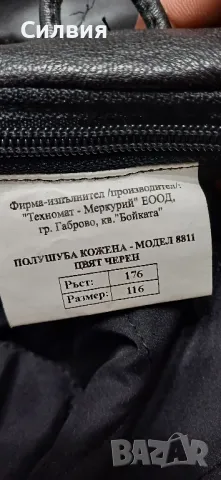 Силвия
Фирма-изпълнител /производител/:
"Техномат - Меркурий" ЕООД,
гр. Габрово, кв."Бойката"
ПОЛУШУБА КОЖЕНА - МОДЕЛ 8811
ЦВЯТ ЧЕРЕН
Ръст: 176
Размер: 116
BAZAR